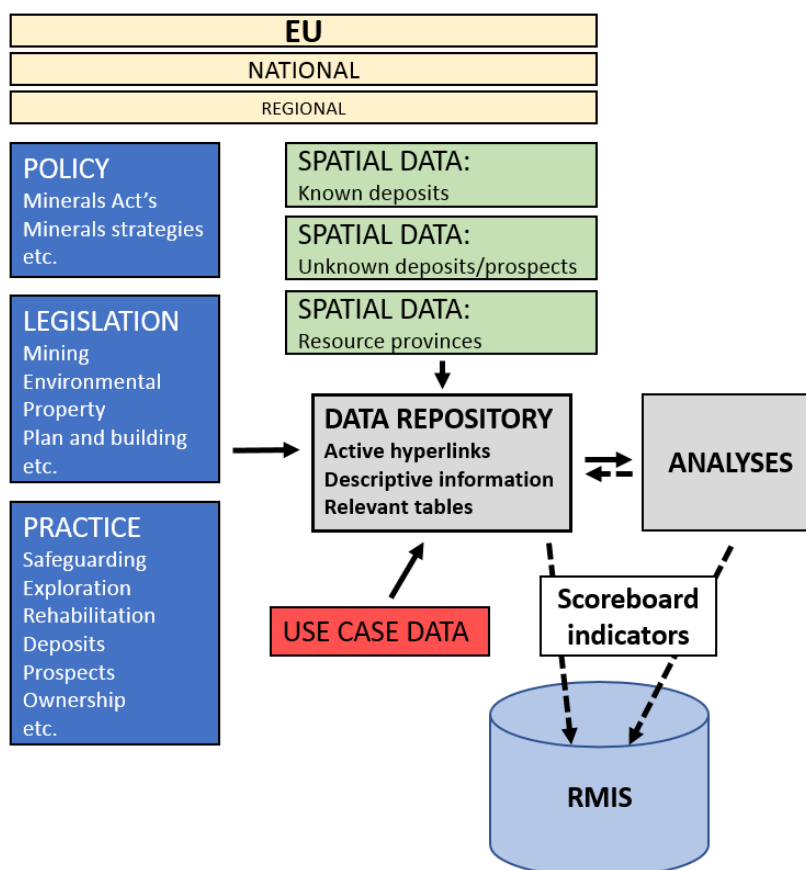 EU
NATIONAL
REGIONAL
POLICY
Minerals Act's
Minerals strategies
etc.
SPATIAL DATA:
Known deposits
SPATIAL DATA:
Unknown deposits/prospects
SPATIAL DATA:
Resource provinces
LEGISLATION
Mining
Environmental
Property
Plan and building
etc.
DATA REPOSITORY
Active hyperlinks
Descriptive information
Relevant tables
ANALYSES
PRACTICE
Safeguarding
Exploration
Rehabilitation
Deposits
Prospects
Ownership
etc.
USE CASE DATA
Scoreboard
indicators
RMIS